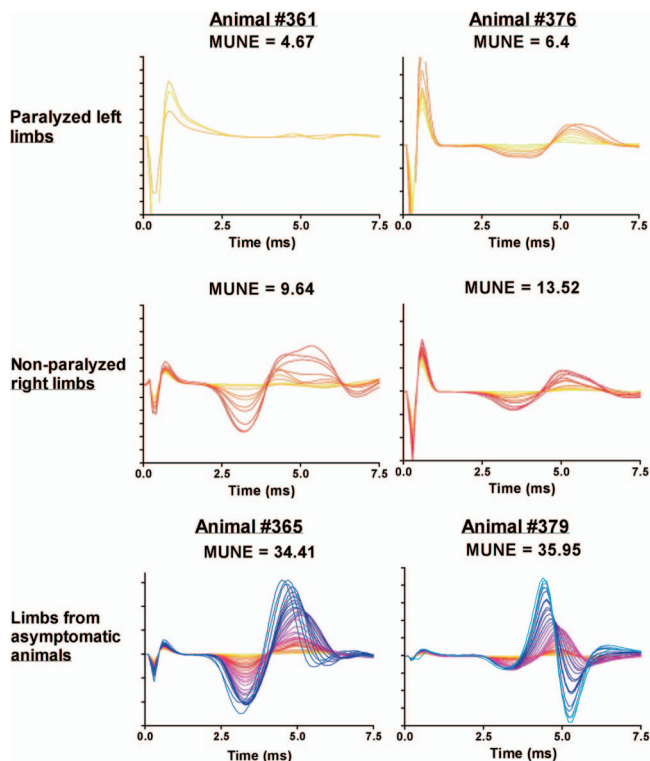 Animal #361
Animal #376
MUNE = 4.67
MUNE = 6.4
Paralyzed left
limbs
0.0 2.5 5.0 7.5
Time (ms)
0.0 2.5 5.0 7.5
Time (ms)
MUNE = 9.64
MUNE = 13.52
Non-paralyzed
right limbs
0.0 2.5 5.0 7.5
Time (ms)
0.0 2.5 5.0 7.5
Time (ms)
Animal #365
Animal #379
MUNE = 34.41
MUNE = 35.95
Limbs from
asymptomatic
animals
0.0 2.5 5.0 7.5
Time (ms)
0.0 2.5 5.0 7.5
Time (ms)